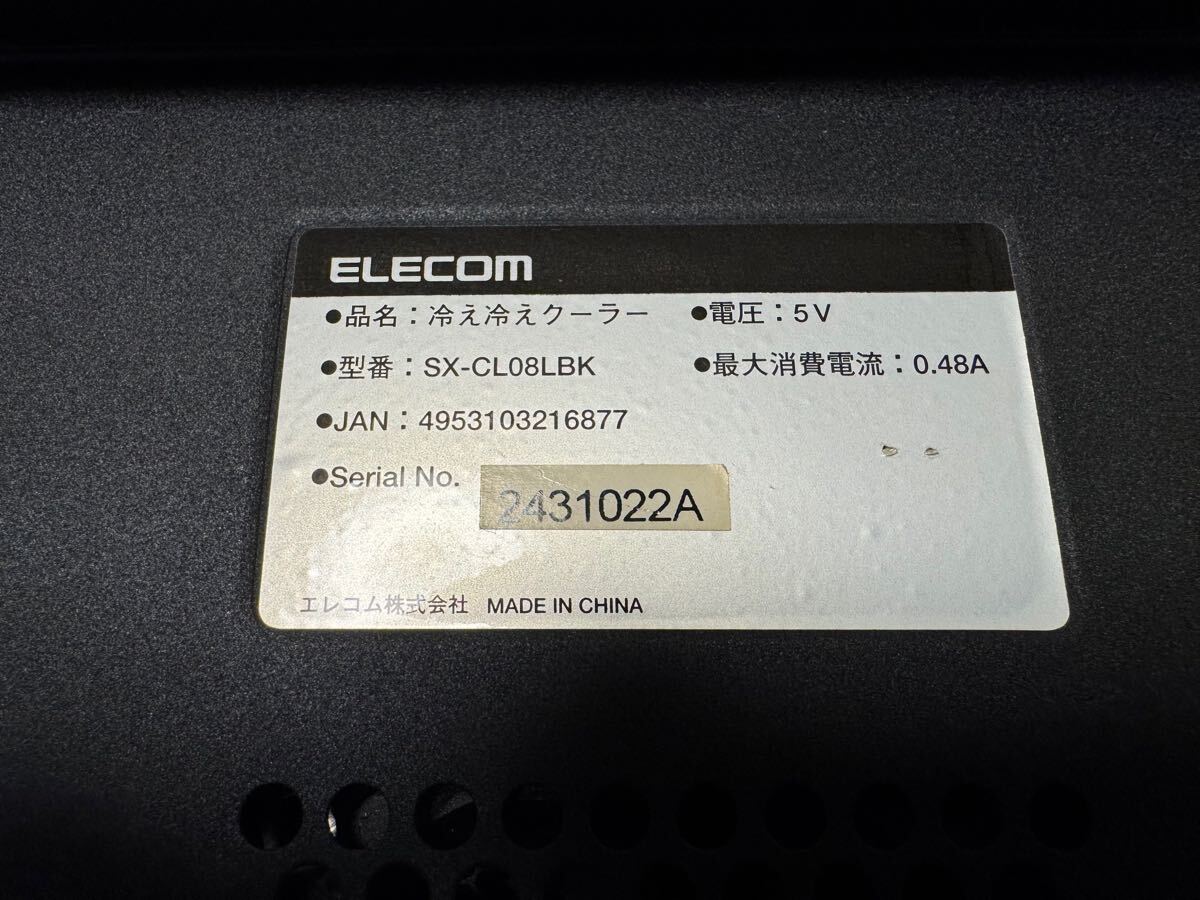 ELECOM
●品名：冷え冷えクーラー ●電圧：5V
●型番：SX-CL08LBK ●最大消費電流：0.48A
●JAN：4953103216877
●Serial No. 2431022A
エレコム株式会社 MADE IN CHINA